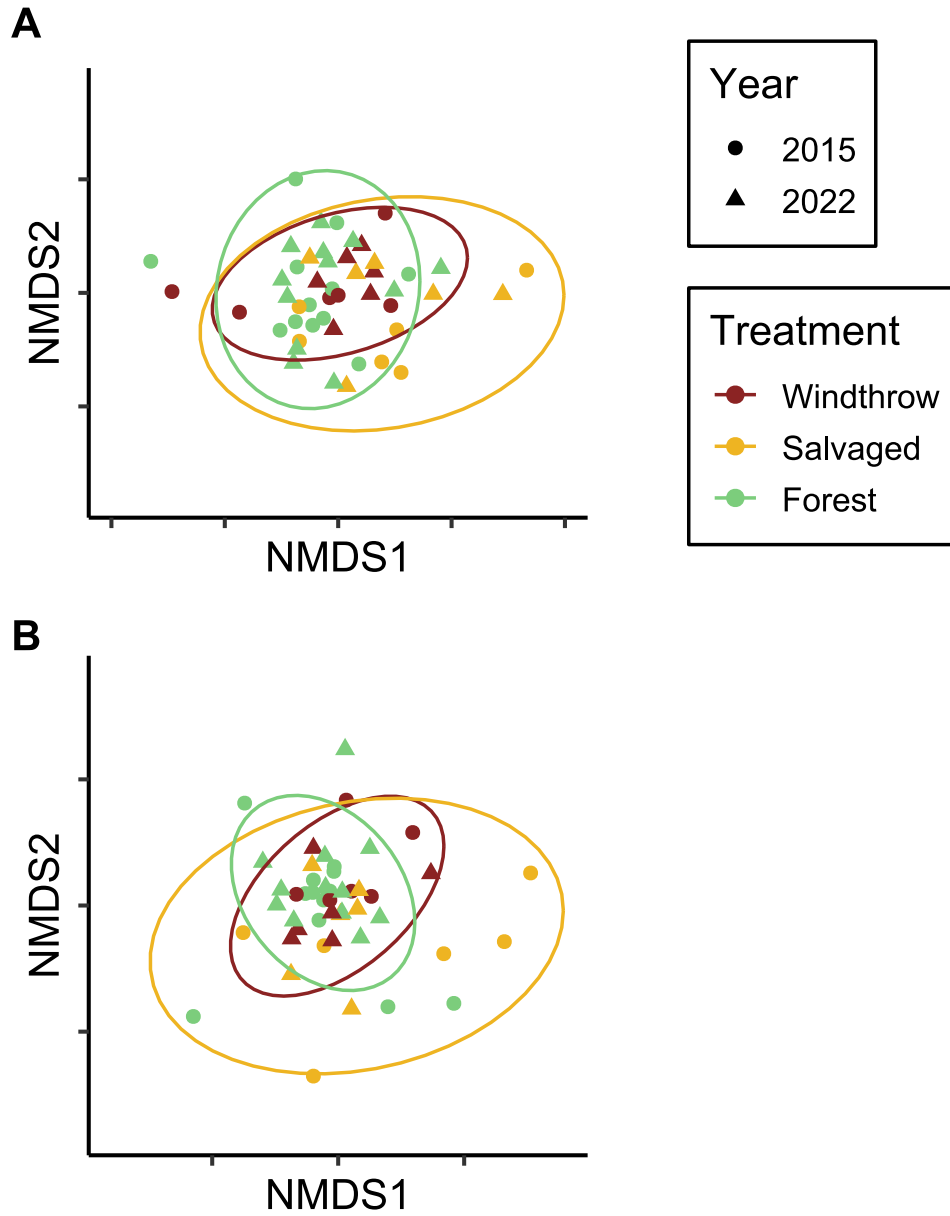 A
NMDS2
NMDS1
Year
2015
2022
Treatment
Windthrow
Salvaged
Forest
B
NMDS2
NMDS1